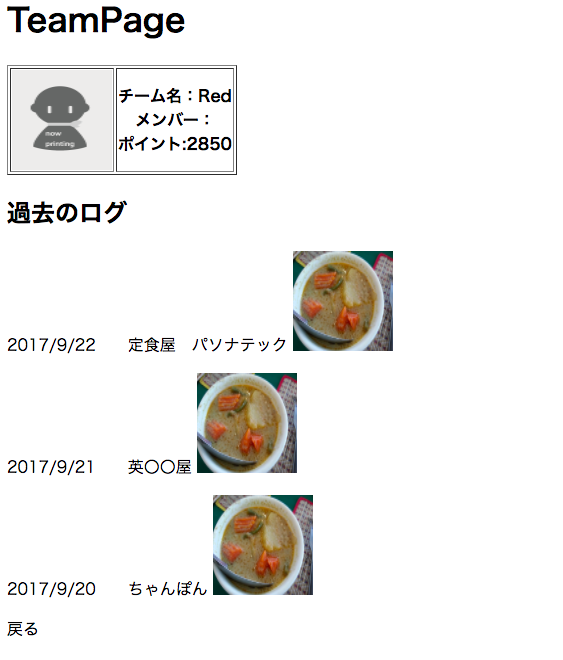 TeamPage
now
printing
チーム名：Red
メンバー：
ポイント:2850
過去のログ
2017/9/22　　定食屋　パソナテック
2017/9/21　　英〇〇屋
2017/9/20　　ちゃんぽん
戻る